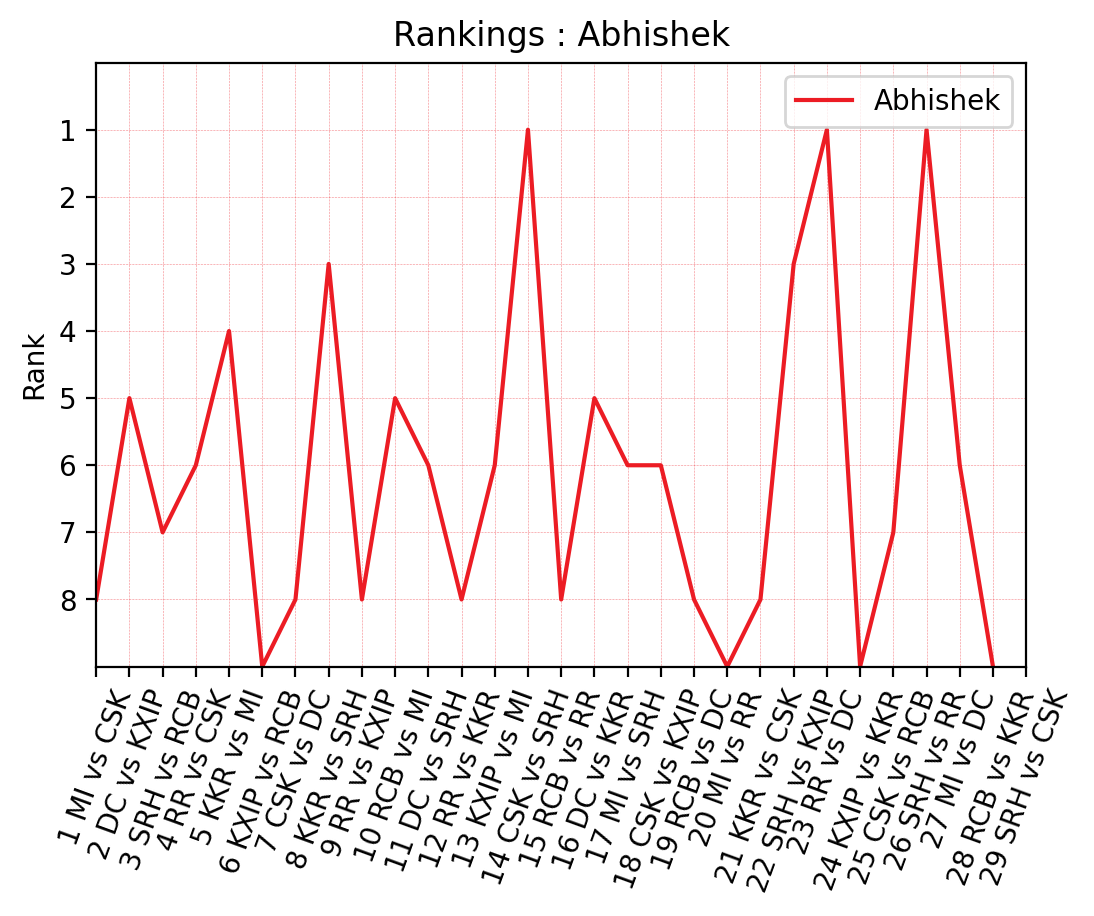 Rankings : Abhishek
Abhishek
Rank
1
2
3
4
5
6
7
8
1 MI vs CSK
2 DC vs KXIP
3 SRH vs RCB
4 RR vs CSK
5 KKR vs MI
6 KXIP vs RCB
7 CSK vs DC
8 KKR vs SRH
9 RR vs KXIP
10 RCB vs MI
11 DC vs SRH
12 RR vs KKR
13 KXIP vs MI
14 CSK vs SRH
15 RCB vs RR
16 DC vs KKR
17 MI vs SRH
18 CSK vs KXIP
19 RCB vs DC
20 MI vs RR
21 KKR vs CSK
22 SRH vs KXIP
23 RR vs DC
24 KXIP vs KKR
25 CSK vs RCB
26 SRH vs RR
27 MI vs DC
28 RCB vs KKR
29 SRH vs CSK